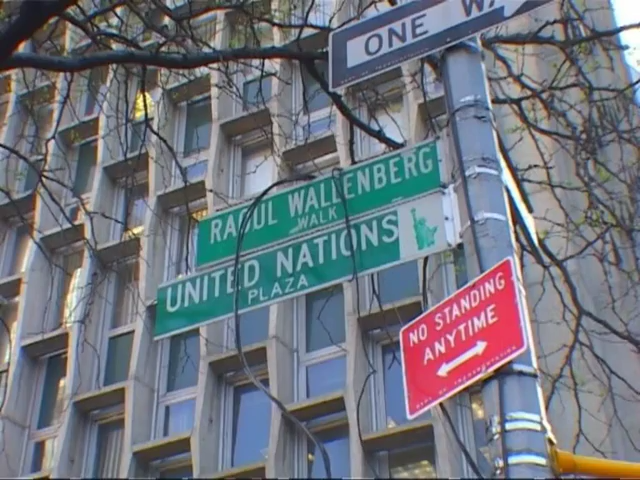 ONE
RAOUL WALLENBERG
WALK
UNITED NATIONS
PLAZA
NO STANDING
ANYTIME